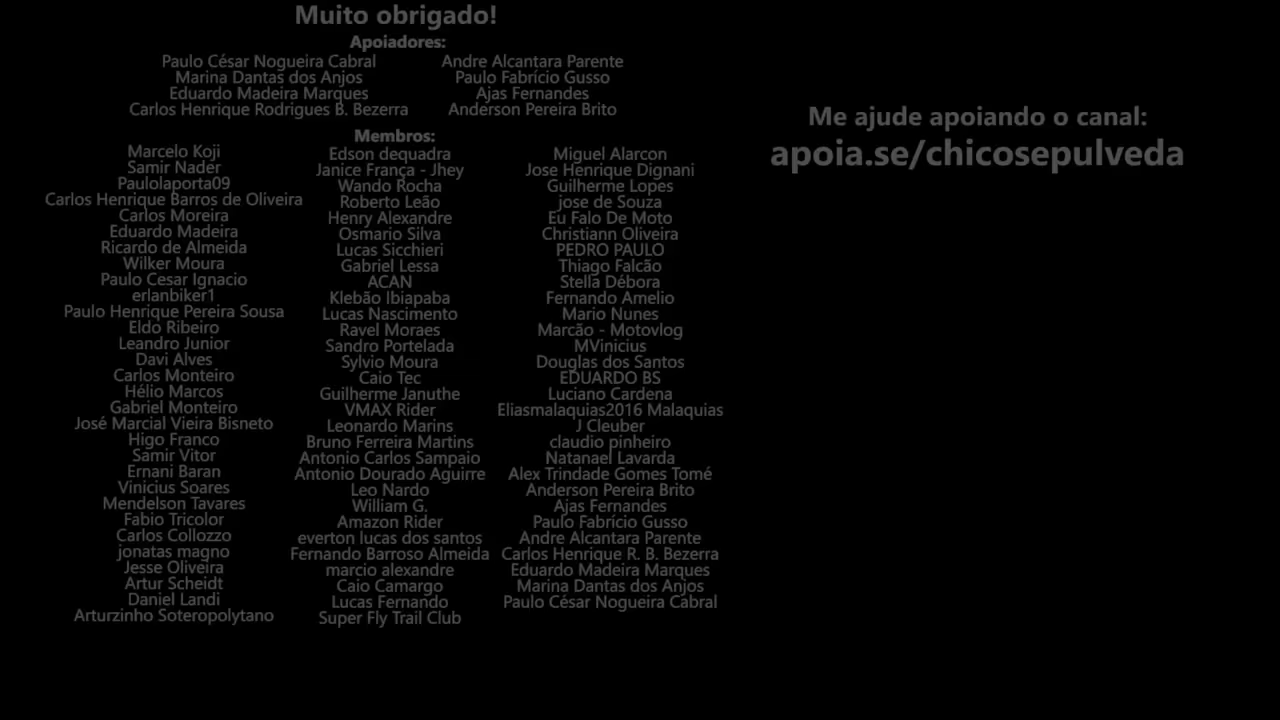 Muito obrigado!
Apoiadores:
Paulo César Nogueira Cabral
Marina Dantas dos Anjos
Eduardo Madeira Marques
Carlos Henrique Rodrigues B. Bezerra
Andre Alcantara Parente
Paulo Fabrício Gusso
Ajas Fernandes
Anderson Pereira Brito
Membros:
Marcelo Koji
Samir Nader
Paulolaporta09
Carlos Henrique Barros de Oliveira
Carlos Moreira
Eduardo Madeira
Ricardo de Almeida
Wilker Moura
Paulo Cesar Ignacio
erlanbiker1
Paulo Henrique Pereira Sousa
Eldo Ribeiro
Leandro Junior
Davi Alves
Carlos Monteiro
Hélio Marcos
Gabriel Monteiro
José Marcial Vieira Bisneto
Higo Franco
Samir Vitor
Ernani Baran
Vinicius Soares
Mendelson Tavares
Fabio Tricolor
Carlos Collozzo
jonatas magno
Jesse Oliveira
Artur Scheidt
Daniel Landi
Arturzinho Soteropolytano
Edson dequadra
Janice França - Jhey
Wando Rocha
Roberto Leão
Henry Alexandre
Osmario Silva
Lucas Sicchieri
Gabriel Lessa
ACAN
Klebão Ibiapaba
Lucas Nascimento
Ravel Moraes
Sandro Portelada
Sylvio Moura
Caio Tec
Guilherme Januthe
VMAX Rider
Leonardo Marins
Bruno Ferreira Martins
Antonio Carlos Sampaio
Antonio Dourado Aguirre
Leo Nardo
William G.
Amazon Rider
everton lucas dos santos
Fernando Barroso Almeida
marcio alexandre
Caio Camargo
Lucas Fernando
Super Fly Trail Club
Miguel Alarcon
Jose Henrique Dignani
Guilherme Lopes
jose de Souza
Eu Falo De Moto
Christiann Oliveira
PEDRO PAULO
Thiago Falcão
Stella Débora
Fernando Amelio
Mario Nunes
Marcão - Motovlog
MVinicius
Douglas dos Santos
EDUARDO BS
Luciano Cardena
Eliasmalaquias2016 Malaquias
J Cleuber
claudio pinheiro
Natanael Lavarda
Alex Trindade Gomes Tomé
Anderson Pereira Brito
Ajas Fernandes
Paulo Fabrício Gusso
Andre Alcantara Parente
Carlos Henrique R. B. Bezerra
Eduardo Madeira Marques
Marina Dantas dos Anjos
Paulo César Nogueira Cabral
Me ajude apoiando o canal:
apoia.se/chicosepulveda